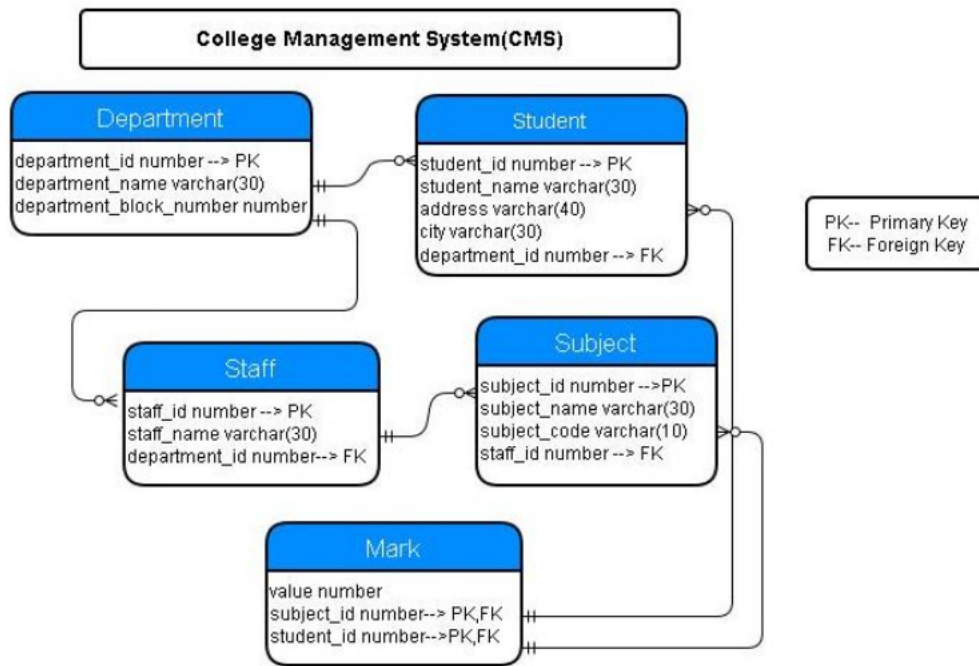 College Management System(CMS)
Department
department_id number --> PK
department_name varchar(30)
department_block_number number
Student
student_id number --> PK
student_name varchar(30)
address varchar(40)
city varchar(30)
department_id number --> FK
PK-- Primary Key
FK-- Foreign Key
Staff
staff_id number --> PK
staff_name varchar(30)
department_id number--> FK
Subject
subject_id number -->PK
subject_name varchar(30)
subject_code varchar(10)
staff_id number --> FK
Mark
value number
subject_id number--> PK,FK
student_id number-->PK,FK